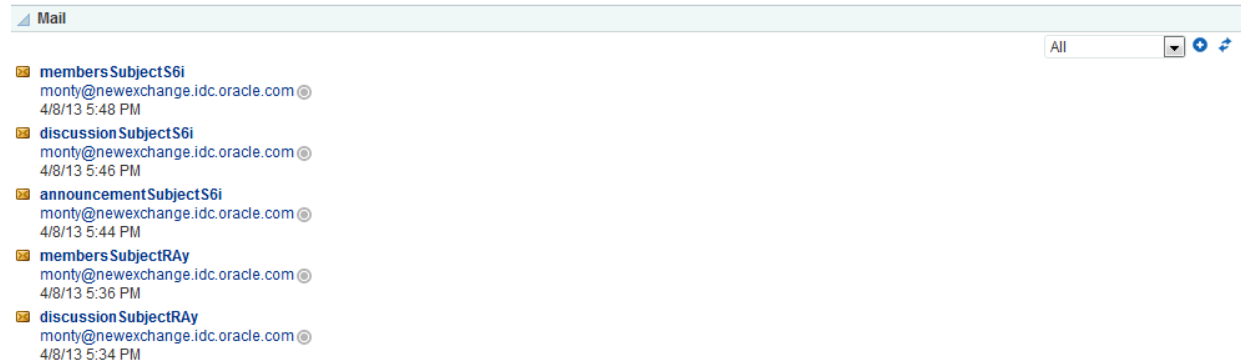 Mail
All
membersSubjectS6i
monty@newexchange.idc.oracle.com
4/8/13 5:48 PM
discussionSubjectS6i
monty@newexchange.idc.oracle.com
4/8/13 5:46 PM
announcementSubjectS6i
monty@newexchange.idc.oracle.com
4/8/13 5:44 PM
membersSubjectRAy
monty@newexchange.idc.oracle.com
4/8/13 5:36 PM
discussionSubjectRAy
monty@newexchange.idc.oracle.com
4/8/13 5:34 PM